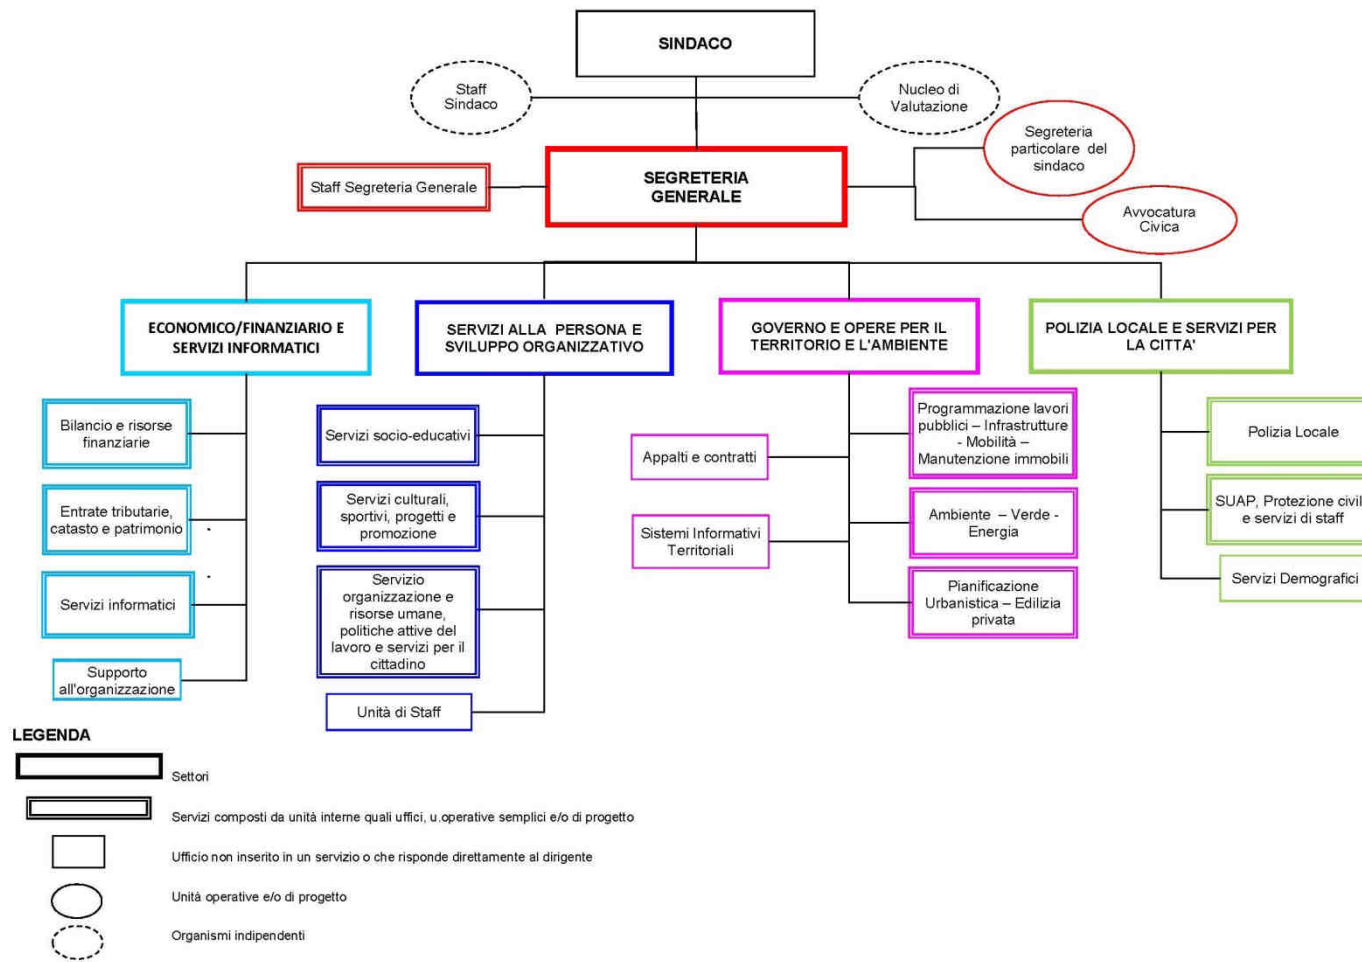 SINDACO
Staff
Sindaco
Nucleo di
Valutazione
Segreteria
particolare del
sindaco
Staff Segreteria Generale
SEGRETERIA
GENERALE
Avvocatura
Civica
ECONOMICO/FINANZIARIO E
SERVIZI INFORMATICI
SERVIZI ALLA PERSONA E
SVILUPPO ORGANIZZATIVO
GOVERNO E OPERE PER IL
TERRITORIO E L'AMBIENTE
POLIZIA LOCALE E SERVIZI PER
LA CITTA'
Bilancio e risorse
finanziarie
Entrate tributarie,
catasto e patrimonio
Servizi informatici
Supporto
all'organizzazione
Servizi socio-educativi
Servizi culturali,
sportivi, progetti e
promozione
Servizio
organizzazione e
risorse umane,
politiche attive del
lavoro e servizi per il
cittadino
Unità di Staff
Appalti e contratti
Sistemi Informativi
Territoriali
Programmazione lavori
pubblici – Infrastrutture
- Mobilità –
Manutenzione immobili
Ambiente – Verde -
Energia
Pianificazione
Urbanistica – Edilizia
privata
Polizia Locale
SUAP, Protezione civile
e servizi di staff
Servizi Demografici
LEGENDA
Settori
Servizi composti da unità interne quali uffici, u.operative semplici e/o di progetto
Ufficio non inserito in un servizio o che risponde direttamente al dirigente
Unità operative e/o di progetto
Organismi indipendenti